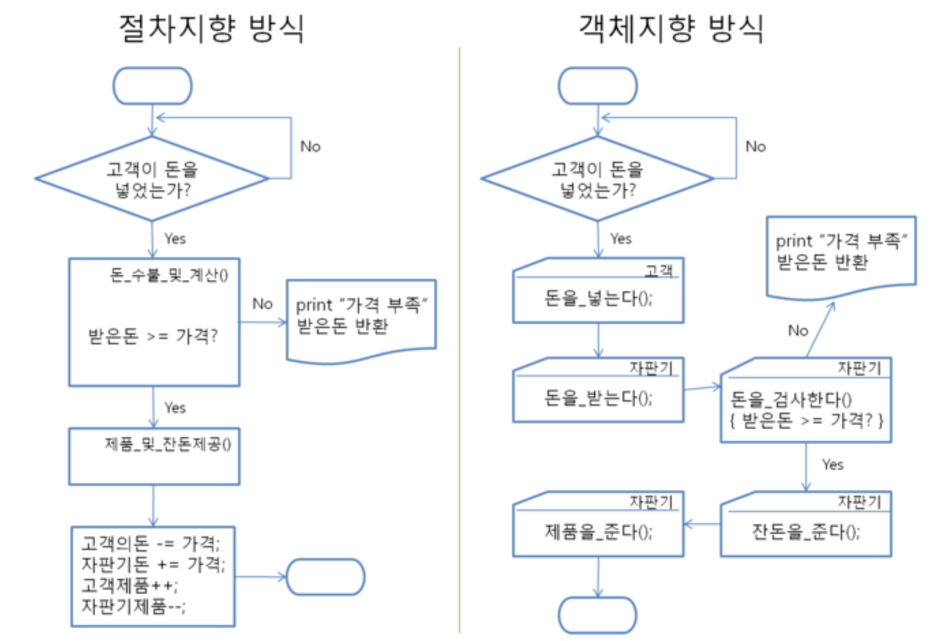 절차지향 방식
고객이 돈을
넣었는가?
No
Yes
돈_수불_및_계산()
받은돈 >= 가격?
No
print "가격 부족"
받은돈 반환
Yes
제품_및_잔돈제공()
고객의돈 -= 가격;
자판기돈 += 가격;
고객제품++;
자판기제품--;
객체지향 방식
고객이 돈을
넣었는가?
No
Yes
고객
돈을_넣는다();
자판기
돈을_받는다();
자판기
돈을_검사한다()
{ 받은돈 >= 가격? }
No
print "가격 부족"
받은돈 반환
Yes
자판기
잔돈을_준다();
자판기
제품을_준다();